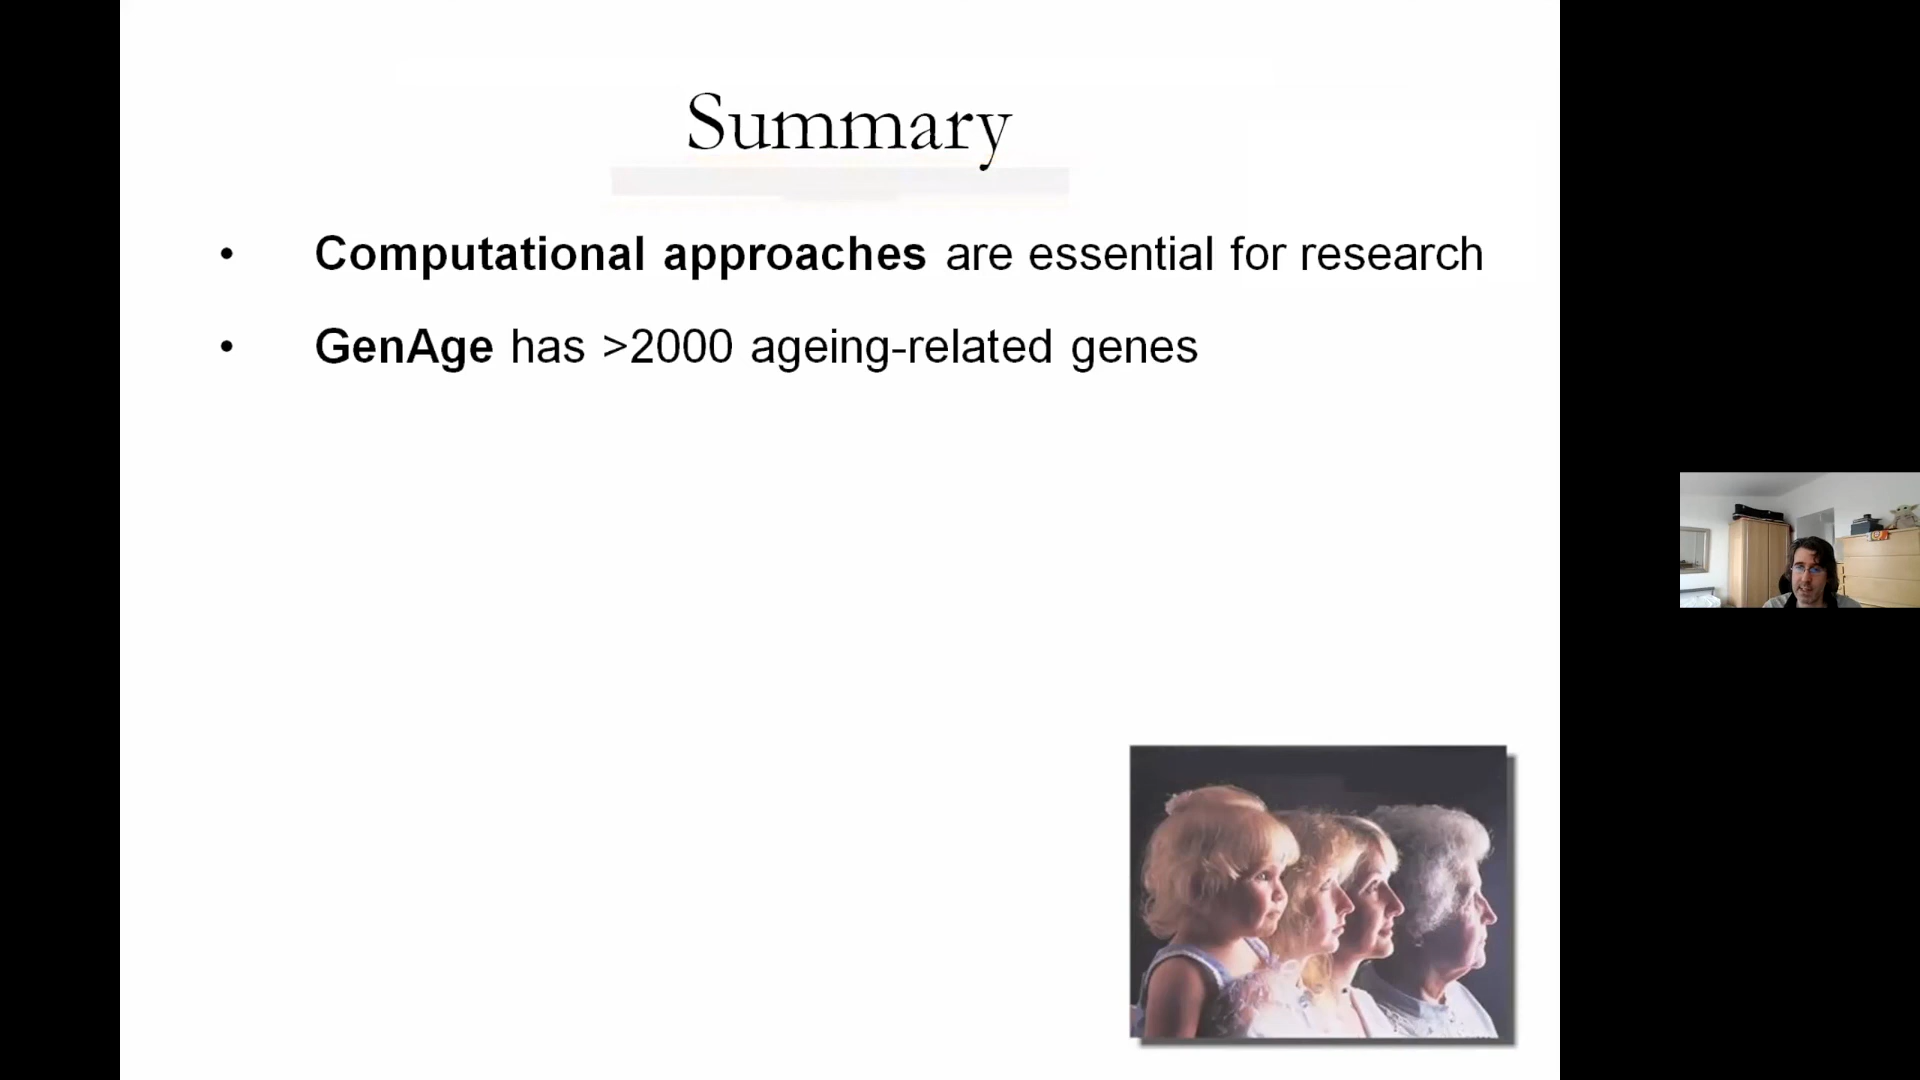 Summary
• Computational approaches are essential for research
• GenAge has >2000 ageing-related genes